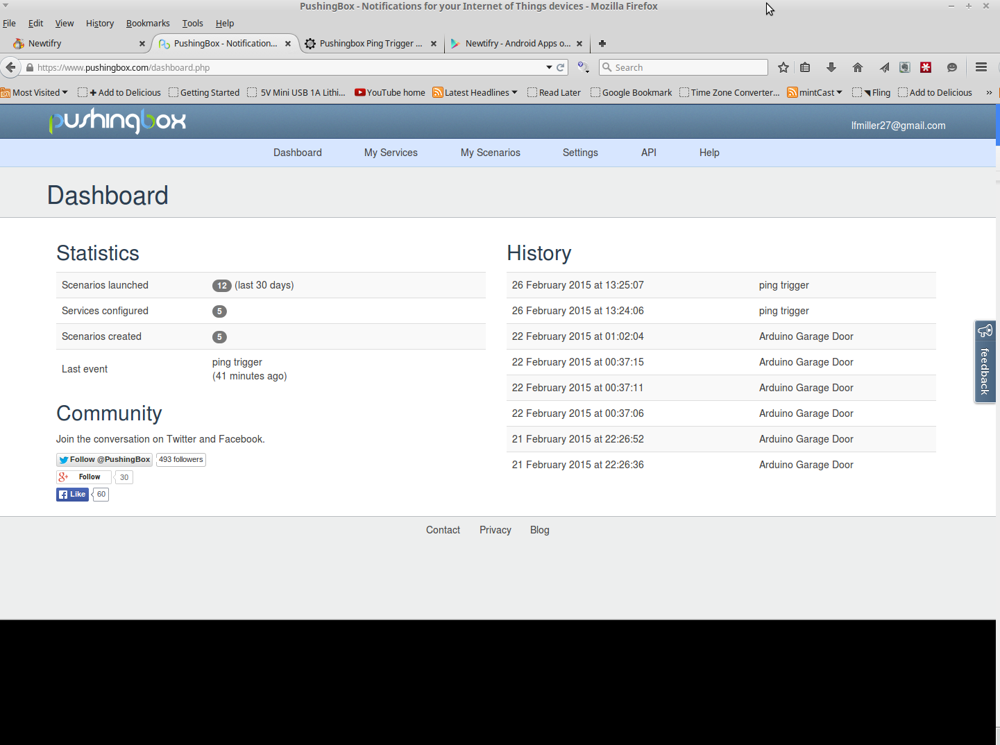 PushingBox - Notifications for your Internet of Things devices - Mozilla Firefox
File Edit View History Bookmarks Tools Help
Newtifry PushingBox - Notification... Pushingbox Ping Trigger ... Newtifry - Android Apps o...
https://www.pushingbox.com/dashboard.php Search
Most Visited Add to Delicious Getting Started 5V Mini USB 1A Lithi... YouTube home Latest Headlines Read Later Google Bookmark Time Zone Converter... mintCast Fling Add to Delicious »
pushingbox lfmiller27@gmail.com
Dashboard My Services My Scenarios Settings API Help
Dashboard
Statistics
Scenarios launched 12 (last 30 days)
Services configured 5
Scenarios created 5
Last event ping trigger
(41 minutes ago)
Community
Join the conversation on Twitter and Facebook.
Follow @PushingBox 493 followers
Follow 30
Like 60
History
26 February 2015 at 13:25:07 ping trigger
26 February 2015 at 13:24:06 ping trigger
22 February 2015 at 01:02:04 Arduino Garage Door
22 February 2015 at 00:37:15 Arduino Garage Door
22 February 2015 at 00:37:11 Arduino Garage Door
22 February 2015 at 00:37:06 Arduino Garage Door
21 February 2015 at 22:26:52 Arduino Garage Door
21 February 2015 at 22:26:36 Arduino Garage Door
feedback
Contact Privacy Blog